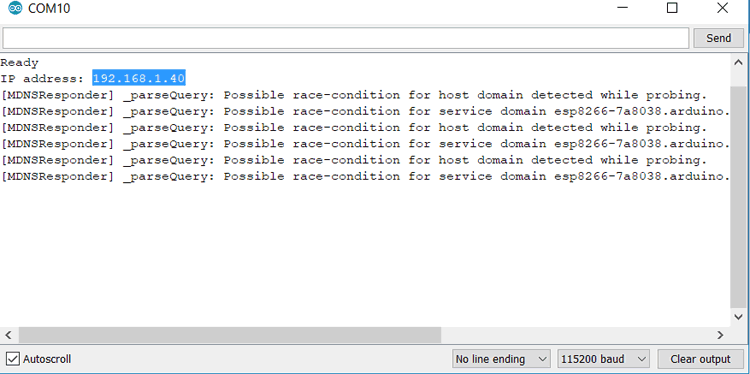 COM10
Send
Ready
IP address: 192.168.1.40
[MDNSResponder] _parseQuery: Possible race-condition for host domain detected while probing.
[MDNSResponder] _parseQuery: Possible race-condition for service domain esp8266-7a8038.arduino.
[MDNSResponder] _parseQuery: Possible race-condition for host domain detected while probing.
[MDNSResponder] _parseQuery: Possible race-condition for service domain esp8266-7a8038.arduino.
[MDNSResponder] _parseQuery: Possible race-condition for host domain detected while probing.
[MDNSResponder] _parseQuery: Possible race-condition for service domain esp8266-7a8038.arduino.
Autoscroll
No line ending
115200 baud
Clear output